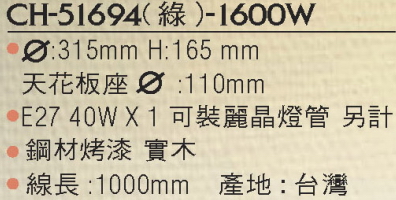 CH-51694(綠)-1600W
•Ø:315mm H:165 mm
天花板座 Ø :110mm
•E27 40W X 1 可裝麗晶燈管 另計
•鋼材烤漆 實木
•線長:1000mm 產地:台灣